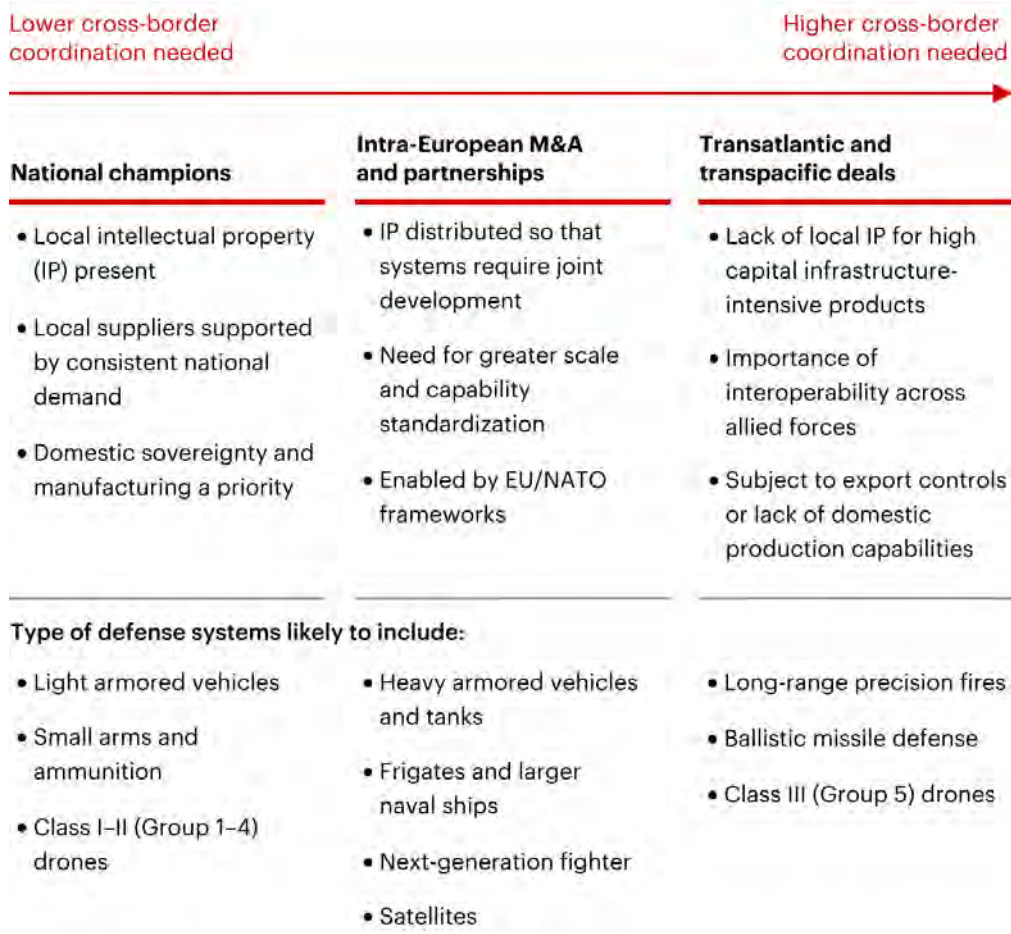 Lower cross-border
coordination needed
Higher cross-border
coordination needed
National champions
• Local intellectual property
(IP) present
• Local suppliers supported
by consistent national
demand
• Domestic sovereignty and
manufacturing a priority
Intra-European M&A
and partnerships
• IP distributed so that
systems require joint
development
• Need for greater scale
and capability
standardization
• Enabled by EU/NATO
frameworks
Transatlantic and
transpacific deals
• Lack of local IP for high
capital infrastructure-
intensive products
• Importance of
interoperability across
allied forces
• Subject to export controls
or lack of domestic
production capabilities
Type of defense systems likely to include:
• Light armored vehicles
• Small arms and
ammunition
• Class I–II (Group 1–4)
drones
• Heavy armored vehicles
and tanks
• Frigates and larger
naval ships
• Next-generation fighter
• Satellites
• Long-range precision fires
• Ballistic missile defense
• Class III (Group 5) drones